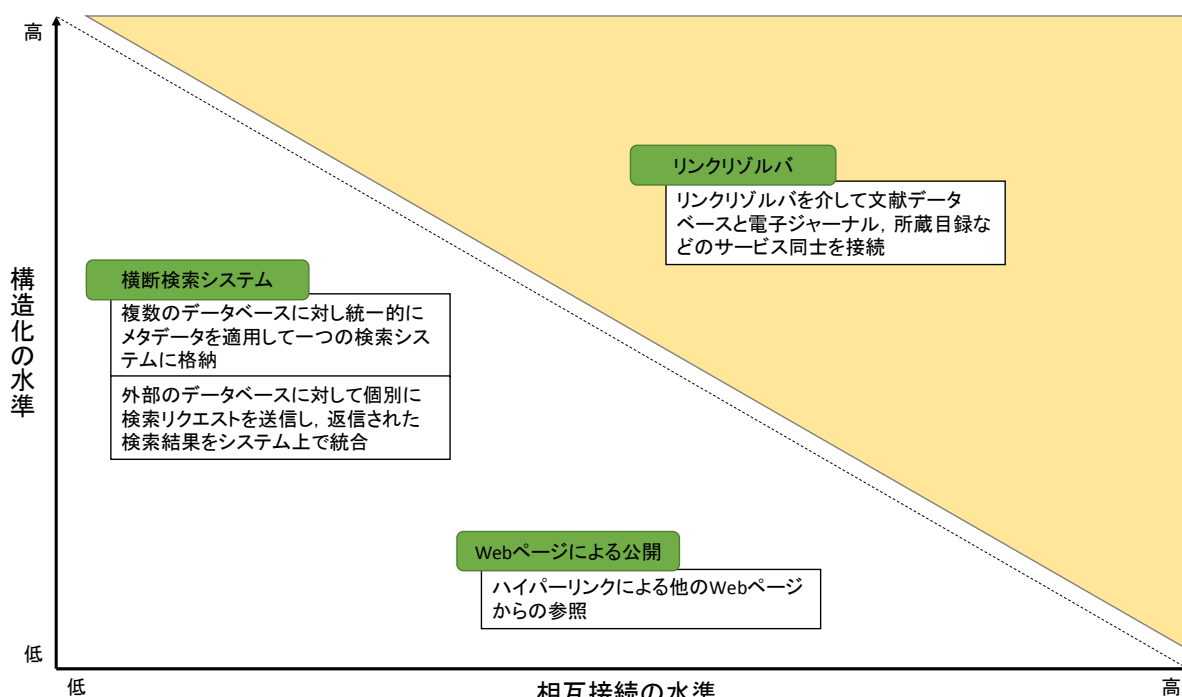 高
リンクリゾルバ
リンクリゾルバを介して文献データ
ベースと電子ジャーナル，所蔵目録な
どのサービス同士を接続
構造化の水準
横断検索システム
複数のデータベースに対し統一的に
メタデータを適用して一つの検索シス
テムに格納
外部のデータベースに対して個別に
検索リクエストを送信し，返信された
検索結果をシステム上で統合
Webページによる公開
ハイパーリンクによる他のWebページ
からの参照
低
低
相互接続の水準
高